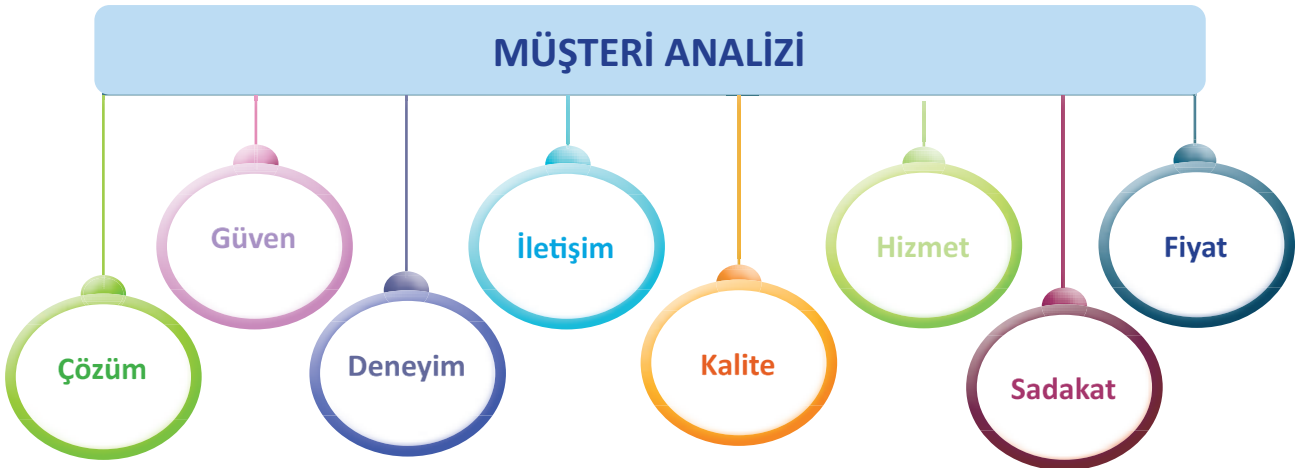 MÜŞTERİ ANALİZİ
Çözüm
Güven
Deneyim
İletişim
Kalite
Hizmet
Sadakat
Fiyat